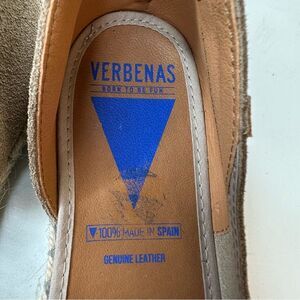 VERBENAS
BORN TO BE FUN
100% MADE IN SPAIN
GENUINE LEATHER